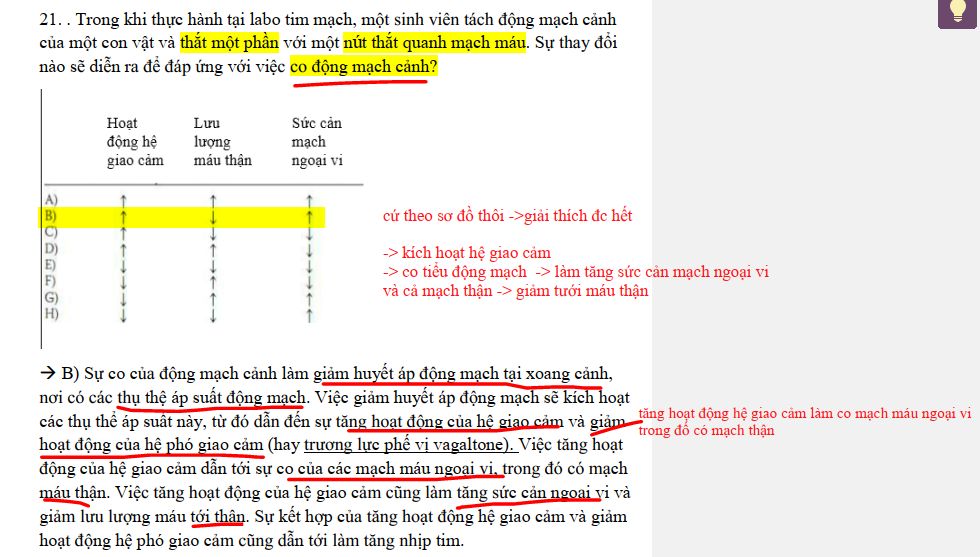 21. . Trong khi thực hành tại labo tim mạch, một sinh viên tách động mạch cảnh
của một con vật và thắt một phần với một nút thắt quanh mạch máu. Sự thay đổi
nào sẽ diễn ra để đáp ứng với việc co động mạch cảnh?
Hoạt động hệ giao cảm Lưu lượng máu thận Sức cản mạch ngoại vi
A) ↑ ↑ ↑
B) ↑ ↓ ↑
C) ↑ ↓ ↓
D) ↑ ↑ ↓
E) ↓ ↓ ↓
F) ↓ ↑ ↓
G) ↓ ↑ ↑
H) ↓ ↓ ↑
cứ theo sơ đồ thôi ->giải thích đc hết
-> kích hoạt hệ giao cảm
-> co tiểu động mạch -> làm tăng sức cản mạch ngoại vi
và cả mạch thận -> giảm tưới máu thận
→ B) Sự co của động mạch cảnh làm giảm huyết áp động mạch tại xoang cảnh,
nơi có các thụ thệ áp suất động mạch. Việc giảm huyết áp động mạch sẽ kích hoạt
các thụ thể áp suất này, từ đó dẫn đến sự tăng hoạt động của hệ giao cảm và giảm
hoạt động của hệ phó giao cảm (hay trương lực phế vị vagaltone). Việc tăng hoạt
động của hệ giao cảm dẫn tới sự co của các mạch máu ngoại vi, trong đó có mạch
máu thận. Việc tăng hoạt động của hệ giao cảm cũng làm tăng sức cản ngoại vi và
giảm lưu lượng máu tới thận. Sự kết hợp của tăng hoạt động hệ giao cảm và giảm
hoạt động hệ phó giao cảm cũng dẫn tới làm tăng nhịp tim.
tăng hoạt động hệ giao cảm làm co mạch máu ngoại vi
trong đó có mạch thận